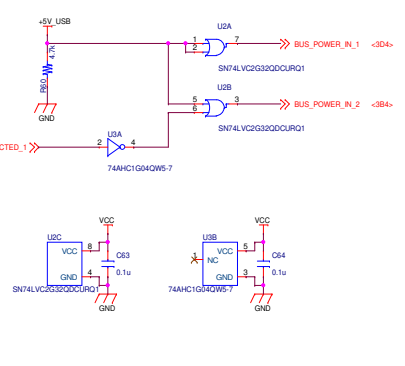 +5V_USB
U2A
1
2
7
BUS_POWER_IN_1 <3D4>
4.7k
R60
SN74LVC2G32QDCURQ1
U2B
5
6
3
BUS_POWER_IN_2 <3B4>
GND
SN74LVC2G32QDCURQ1
U3A
CTED_1
2
4
74AHC1G04QW5-7
VCC
VCC
U2C
U3B
VCC 8
C63
1
VCC 5
C64
NC
GND 4
0.1u
GND 3
0.1u
SN74LVC2G32QDCURQ1
74AHC1G04QW5-7
GND
GND